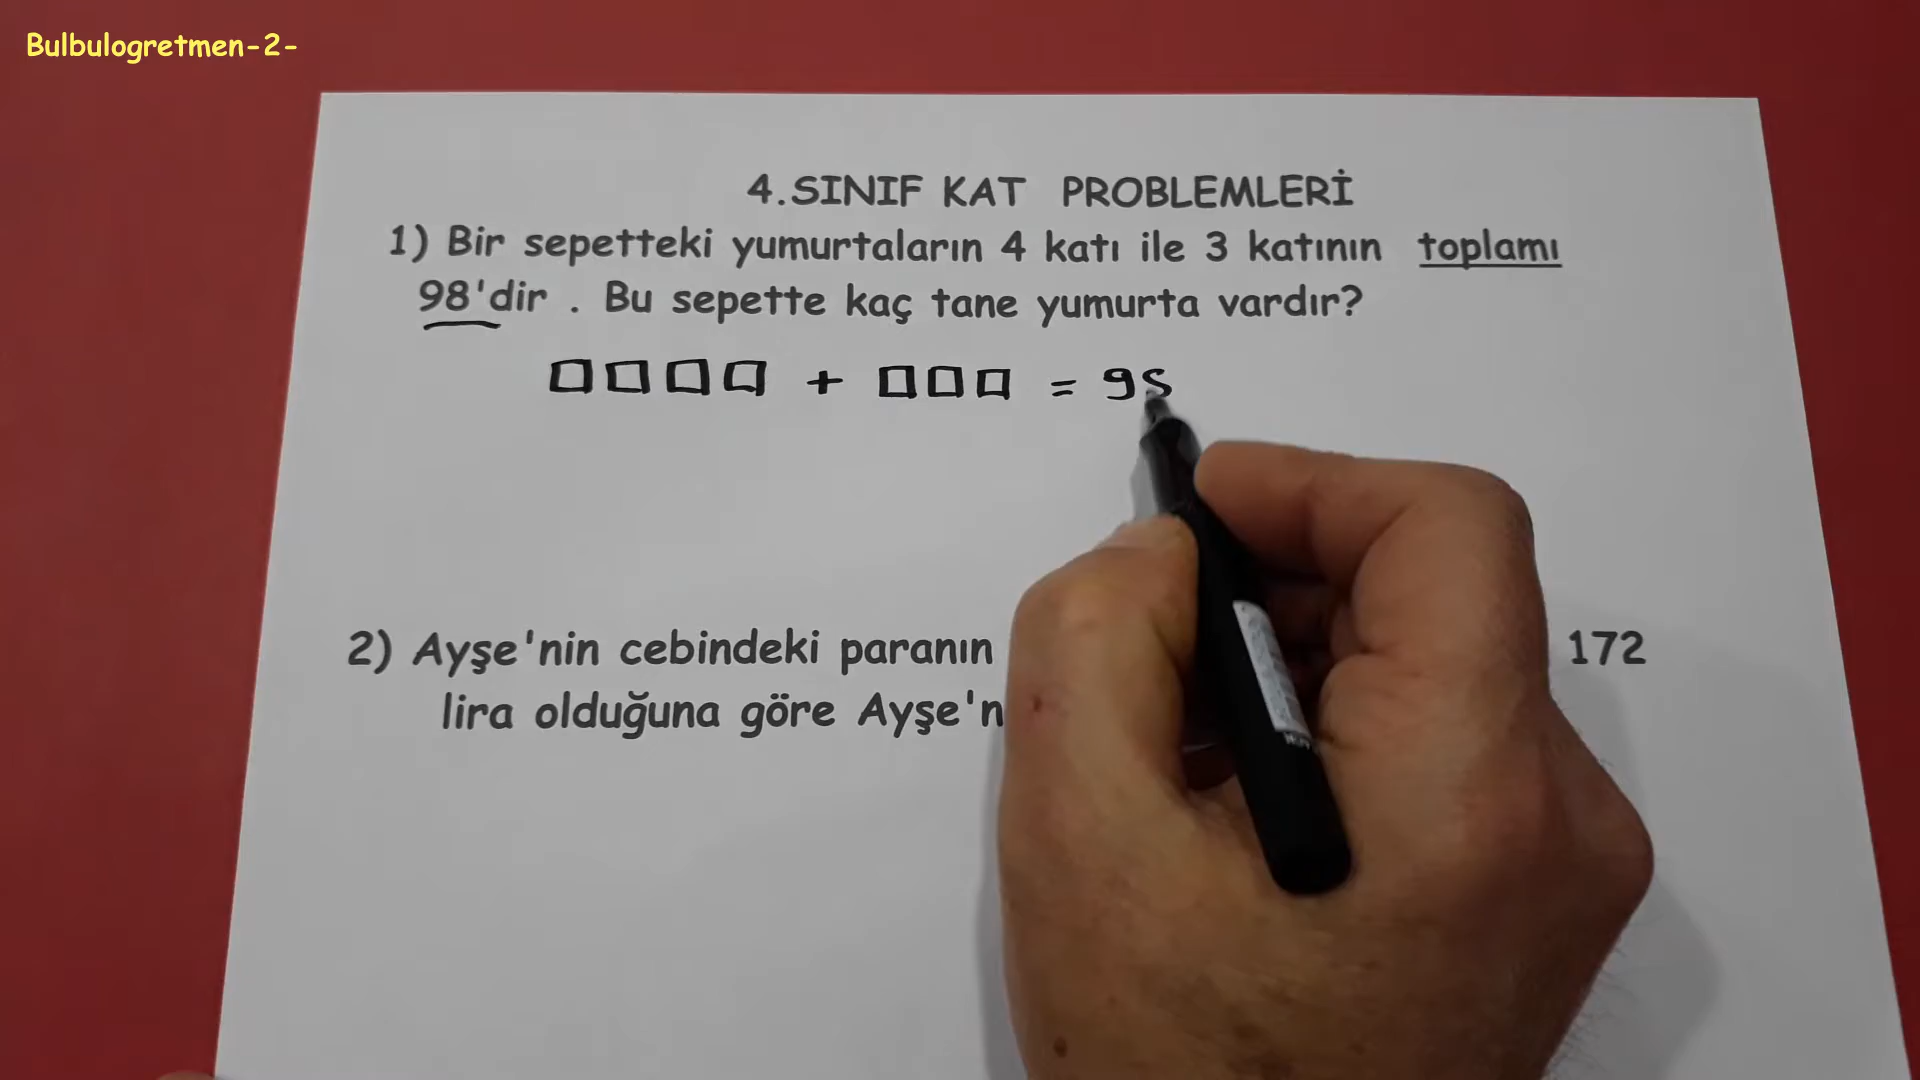 Bulbulogretmen-2-
4.SINIF KAT PROBLEMLERİ
1) Bir sepetteki yumurtaların 4 katı ile 3 katının toplamı
98'dir . Bu sepette kaç tane yumurta vardır?
□□□□ + □□□ = 9
2) Ayşe'nin cebindeki paranın 172
lira olduğuna göre Ayşe'n